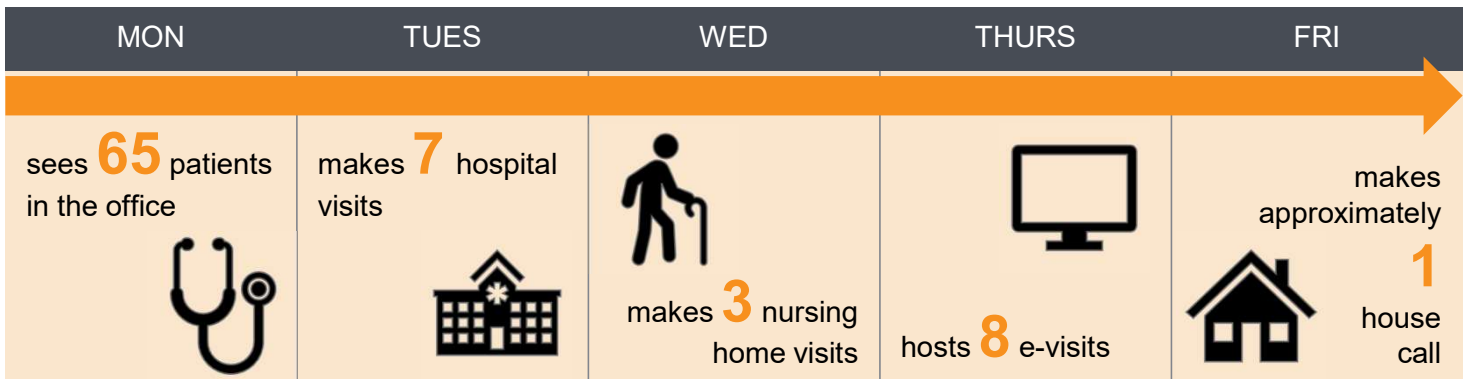 MON
TUES
WED
THURS
FRI
sees 65 patients
in the office
makes 7 hospital
visits
makes 3 nursing
home visits
hosts 8 e-visits
makes
approximately
1
house
call